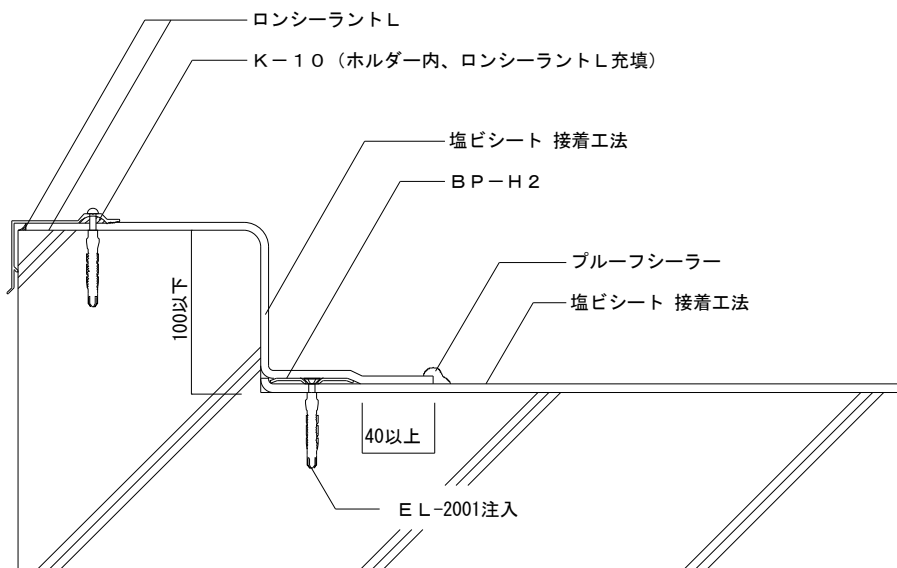 ロンシーラントL
K-10(ホルダー内、ロンシーラントL充填)
塩ビシート 接着工法
BP-H2
プルーフシーラー
塩ビシート 接着工法
100以下
40以上
EL-2001注入